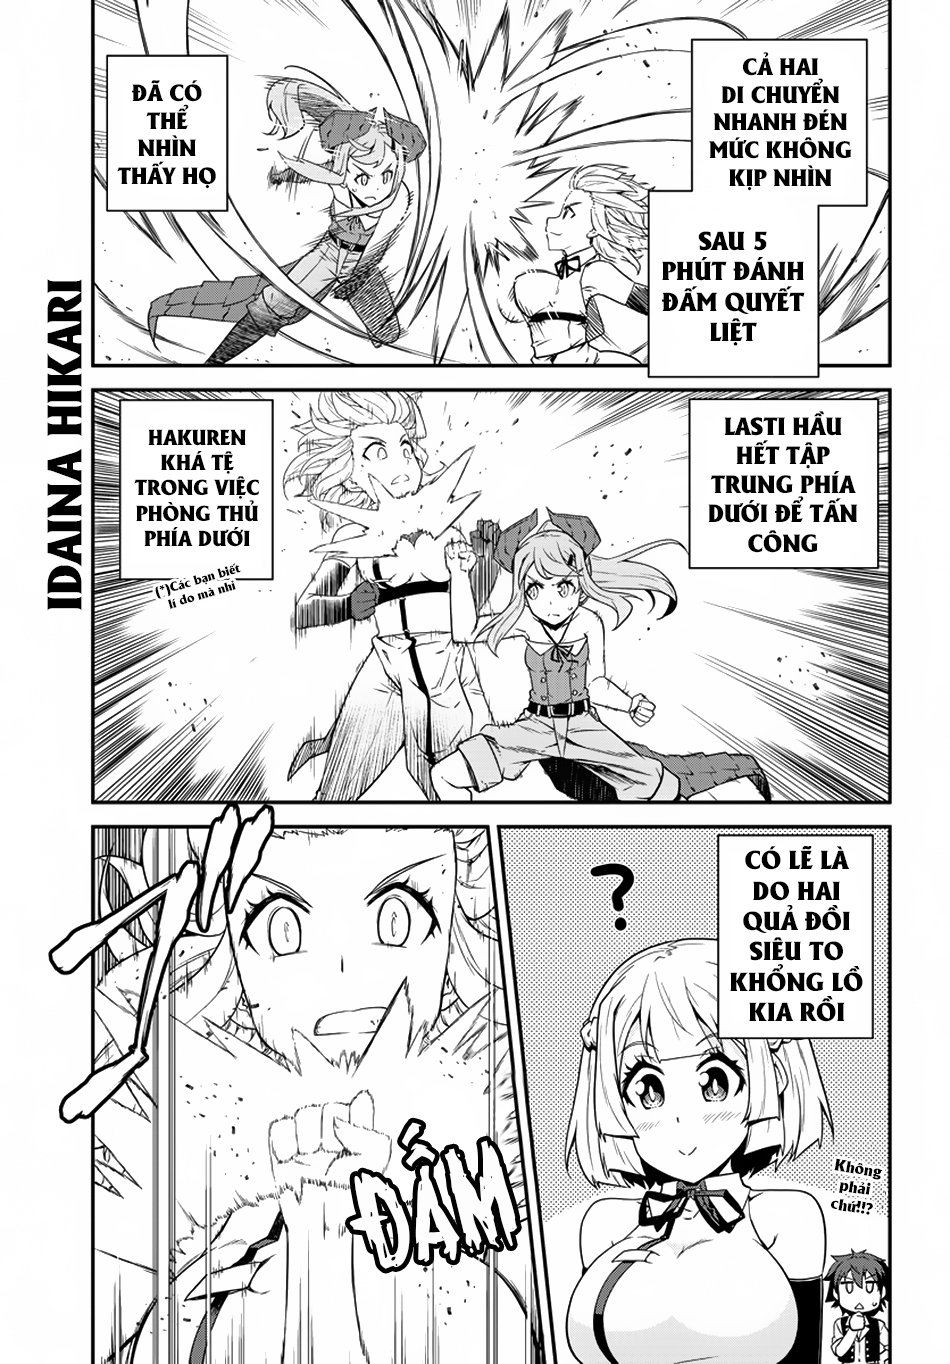 CẢ HAI
DI CHUYỂN
NHANH ĐÉN
MỨC KHÔNG
KỊP NHÌN
SAU 5
PHÚT ĐÁNH
ĐẤM QUYẾT
LIỆT
ĐÃ CÓ
THỂ
NHÌN
THẤY HỌ
IDAINA HIKARI
LASTI HẦU
HẾT TẬP
TRUNG PHÍA
DƯỚI ĐỂ TẤN
CÔNG
HAKUREN
KHÁ TỆ
TRONG VIỆC
PHÒNG THỦ
PHÍA DƯỚI
(*)Các bạn biết
lí do mà nhỉ
CÓ LẼ LÀ
DO HAI
QUẢ ĐỒI
SIÊU TO
KHỔNG LỒ
KIA RỒI
?
Không
phải
chứ!!?
ĐẤM